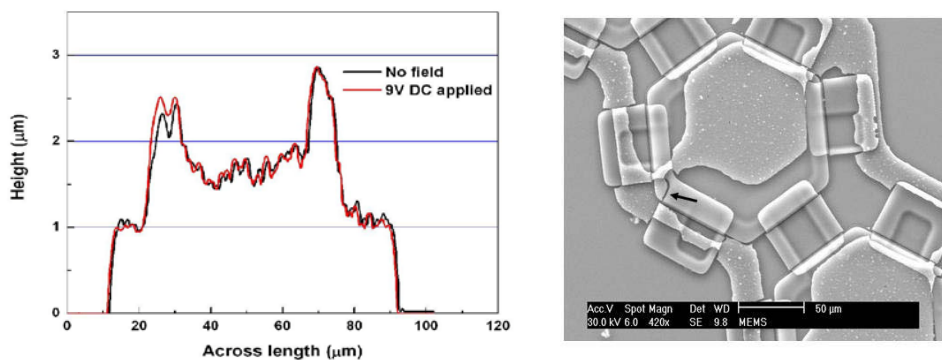 3
2
1
0
0 20 40 60 80 100 120
Height (μm)
Across length (μm)
No field
9V DC applied
Acc.V Spot Magn Det WD 50 μm
30.0 kV 6.0 420x SE 9.8 MEMS